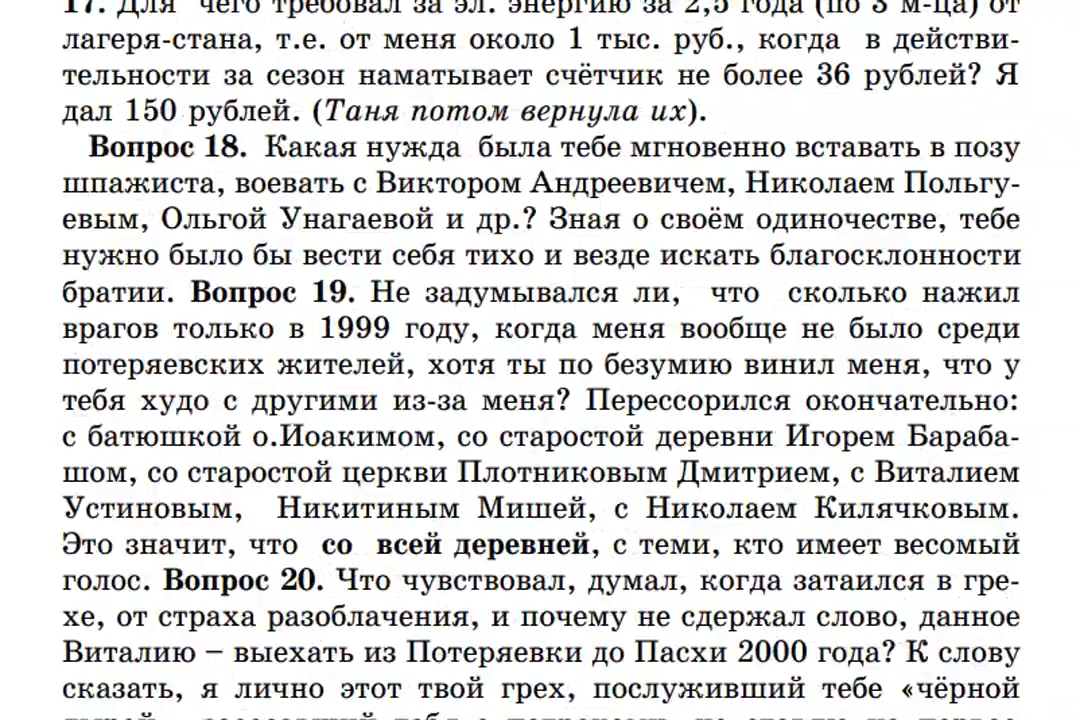 17. Для чего требовал за эл. энергию за 2,5 года (по 3 м-ца) от
лагеря-стана, т.е. от меня около 1 тыс. руб., когда в действи-
тельности за сезон наматывает счётчик не более 36 рублей? Я
дал 150 рублей. (Таня потом вернула их).
Вопрос 18. Какая нужда была тебе мгновенно вставать в позу
шпажиста, воевать с Виктором Андреевичем, Николаем Польгу-
евым, Ольгой Унагаевой и др.? Зная о своём одиночестве, тебе
нужно было бы вести себя тихо и везде искать благосклонности
братии. Вопрос 19. Не задумывался ли, что сколько нажил
врагов только в 1999 году, когда меня вообще не было среди
потеряевских жителей, хотя ты по безумию винил меня, что у
тебя худо с другими из-за меня? Перессорился окончательно:
с батюшкой о.Иоакимом, со старостой деревни Игорем Бараба-
шом, со старостой церкви Плотниковым Дмитрием, с Виталием
Устиновым, Никитиным Мишей, с Николаем Килячковым.
Это значит, что со всей деревней, с теми, кто имеет весомый
голос. Вопрос 20. Что чувствовал, думал, когда затаился в гре-
хе, от страха разоблачения, и почему не сдержал слово, данное
Виталию – выехать из Потеряевки до Пасхи 2000 года? К слову
сказать, я лично этот твой грех, послуживший тебе «чёрной